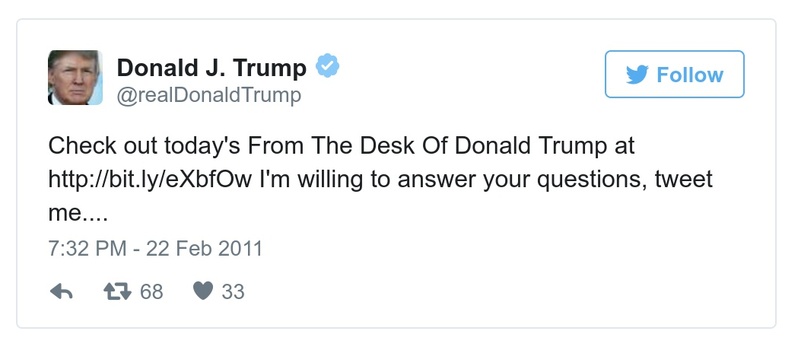 Donald J. Trump
@realDonaldTrump
Follow
Check out today's From The Desk Of Donald Trump at
http://bit.ly/eXbfOw I'm willing to answer your questions, tweet
me....
7:32 PM - 22 Feb 2011
68 33